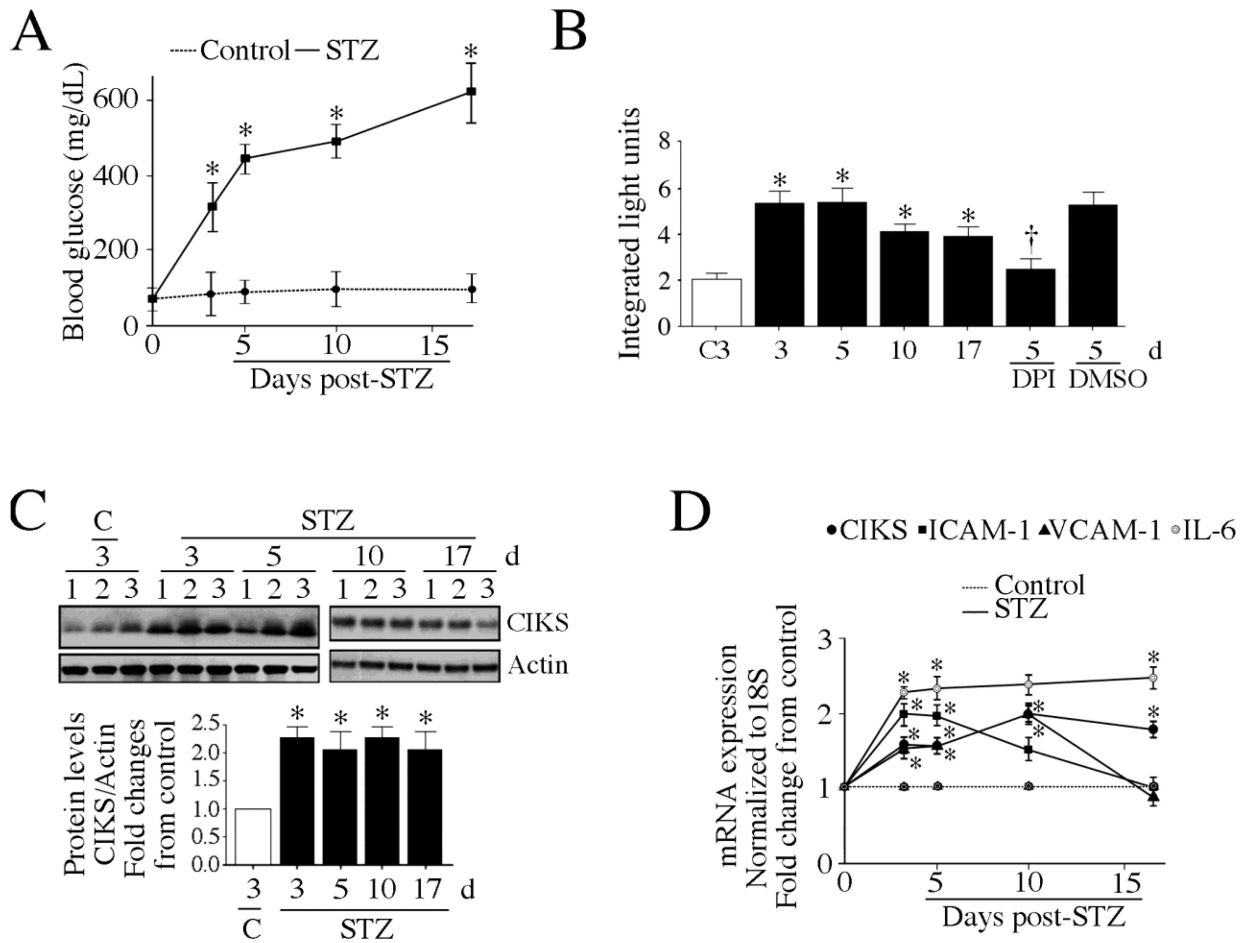 A
Control STZ
Blood glucose (mg/dL)
600
400
200
0
* * * *
0 5 10 15
Days post-STZ
B
Integrated light units
8
6
4
2
0
* * * * †
C3 3 5 10 17 5 5 d
DPI DMSO
C
C STZ
3 3 5 10 17 d
1 2 3 1 2 3 1 2 3 1 2 3 1 2 3
CIKS
Actin
Protein levels
CIKS/Actin
Fold changes
from control
2.5
2.0
1.5
1.0
0.5
0.0
* * * *
3 3 5 10 17 d
C STZ
D
CIKS ICAM-1 VCAM-1 IL-6
Control
STZ
mRNA expression
Normalized to 18S
Fold change from control
3
2
1
0
* * * * * * * * * * * *
0 5 10 15
Days post-STZ